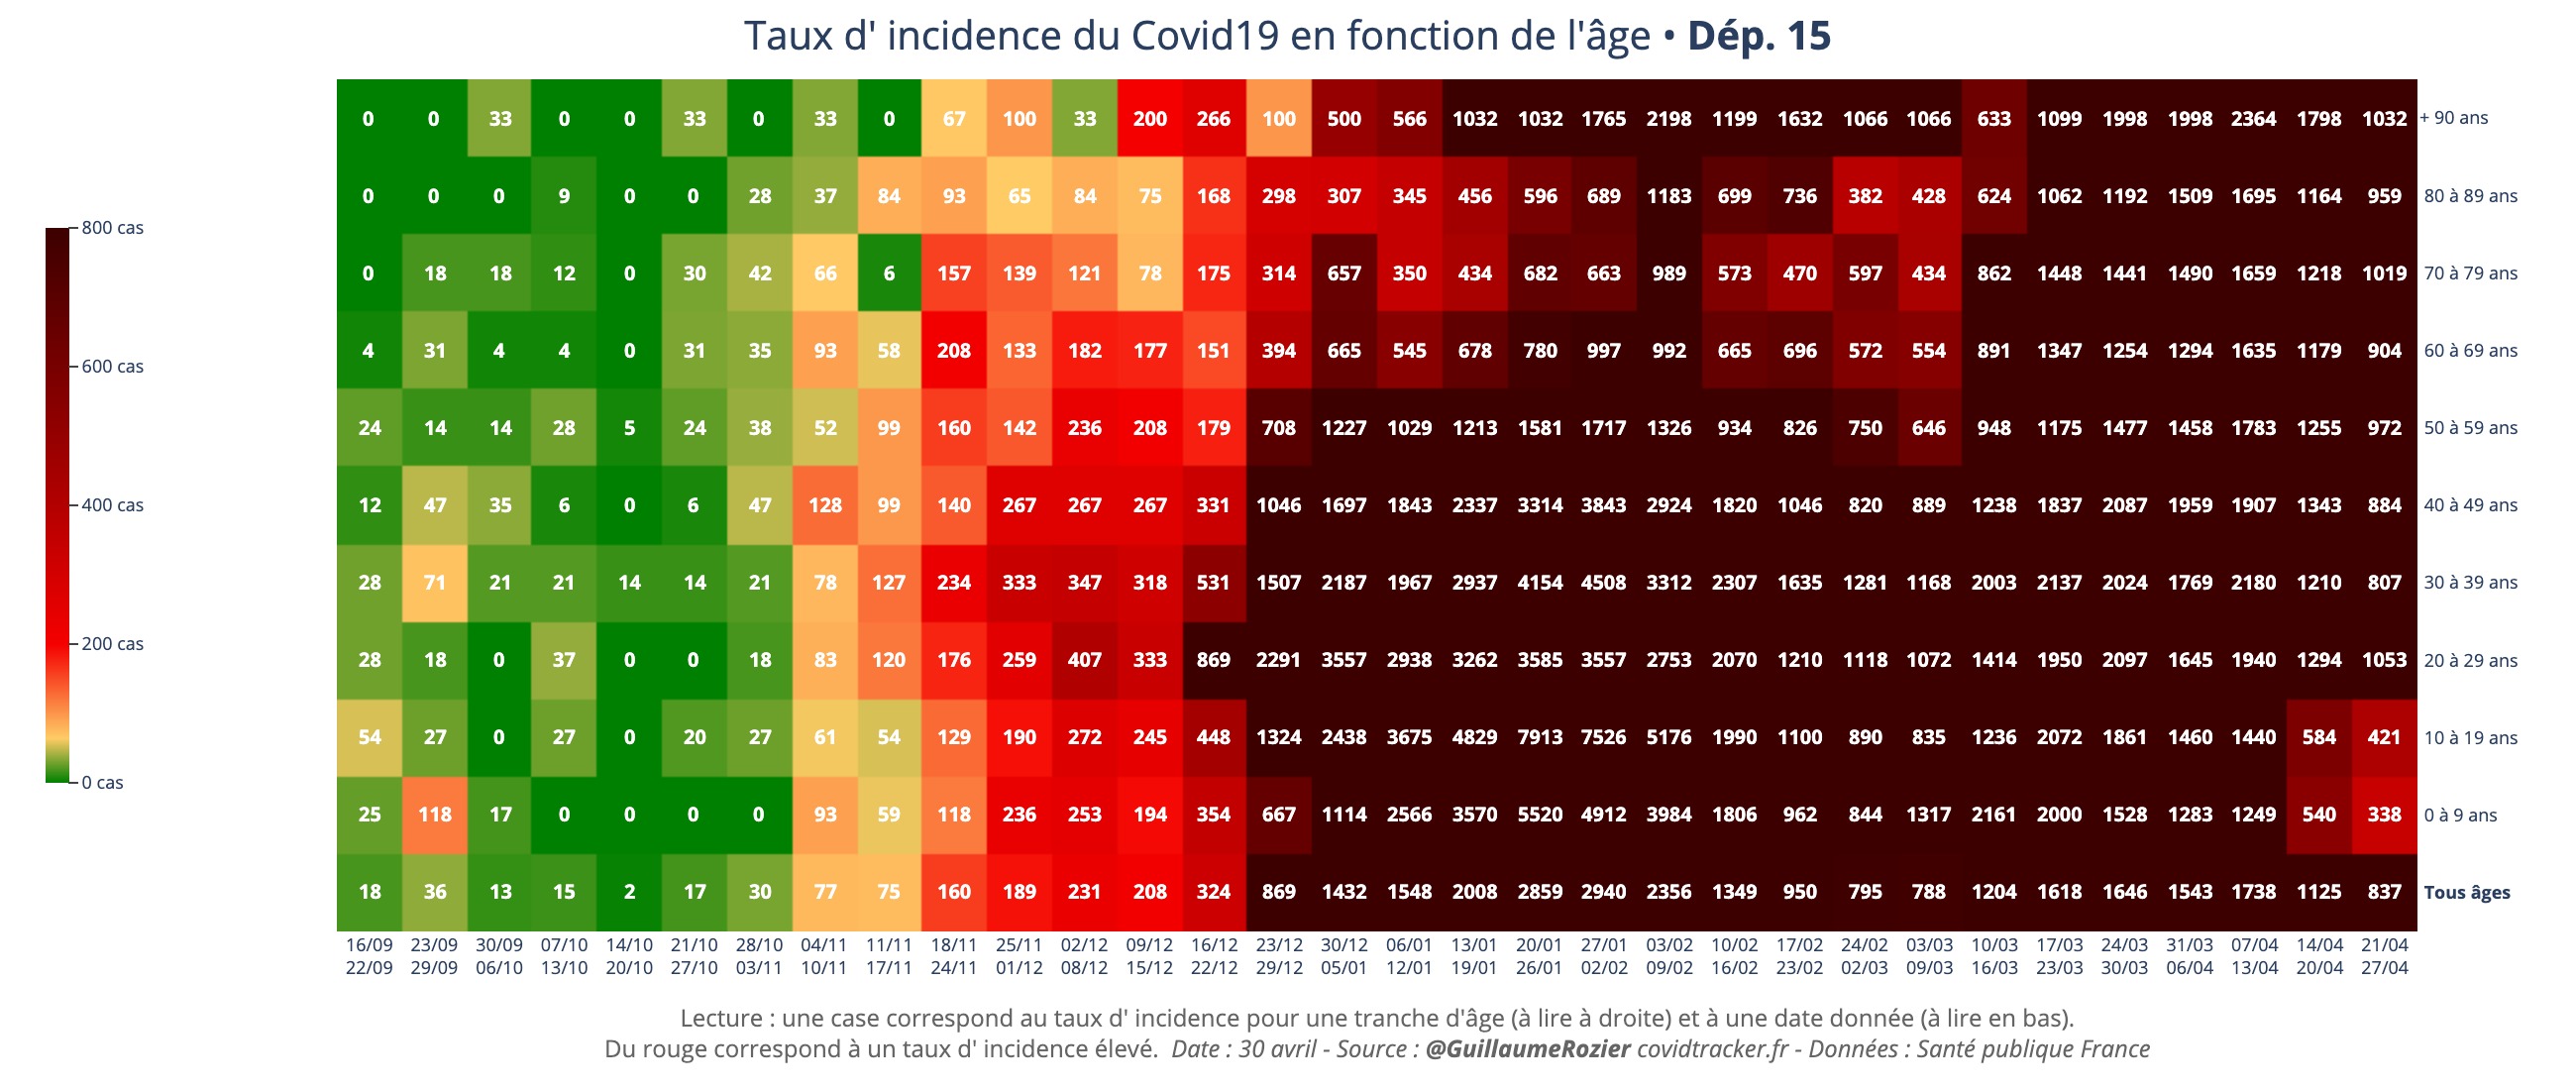 Taux d' incidence du Covid19 en fonction de l'âge • Dép. 15
0 0 33 0 0 33 0 33 0 67 100 33 200 266 100 500 566 1032 1032 1765 2198 1199 1632 1066 1066 633 1099 1998 1998 2364 1798 1032 + 90 ans
0 0 0 9 0 0 28 37 84 93 65 84 75 168 298 307 345 456 596 689 1183 699 736 382 428 624 1062 1192 1509 1695 1164 959 80 à 89 ans
800 cas
0 18 18 12 0 30 42 66 6 157 139 121 78 175 314 657 350 434 682 663 989 573 470 597 434 862 1448 1441 1490 1659 1218 1019 70 à 79 ans
4 31 4 4 0 31 35 93 58 208 133 182 177 151 394 665 545 678 780 997 992 665 696 572 554 891 1347 1254 1294 1635 1179 904 60 à 69 ans
600 cas
24 14 14 28 5 24 38 52 99 160 142 236 208 179 708 1227 1029 1213 1581 1717 1326 934 826 750 646 948 1175 1477 1458 1783 1255 972 50 à 59 ans
400 cas
12 47 35 6 0 6 47 128 99 140 267 267 267 331 1046 1697 1843 2337 3314 3843 2924 1820 1046 820 889 1238 1837 2087 1959 1907 1343 884 40 à 49 ans
28 71 21 21 14 14 21 78 127 234 333 347 318 531 1507 2187 1967 2937 4154 4508 3312 2307 1635 1281 1168 2003 2137 2024 1769 2180 1210 807 30 à 39 ans
200 cas
28 18 0 37 0 0 18 83 120 176 259 407 333 869 2291 3557 2938 3262 3585 3557 2753 2070 1210 1118 1072 1414 1950 2097 1645 1940 1294 1053 20 à 29 ans
54 27 0 27 0 20 27 61 54 129 190 272 245 448 1324 2438 3675 4829 7913 7526 5176 1990 1100 890 835 1236 2072 1861 1460 1440 584 421 10 à 19 ans
0 cas
25 118 17 0 0 0 0 93 59 118 236 253 194 354 667 1114 2566 3570 5520 4912 3984 1806 962 844 1317 2161 2000 1528 1283 1249 540 338 0 à 9 ans
18 36 13 15 2 17 30 77 75 160 189 231 208 324 869 1432 1548 2008 2859 2940 2356 1349 950 795 788 1204 1618 1646 1543 1738 1125 837 Tous âges
16/09 23/09 30/09 07/10 14/10 21/10 28/10 04/11 11/11 18/11 25/11 02/12 09/12 16/12 23/12 30/12 06/01 13/01 20/01 27/01 03/02 10/02 17/02 24/02 03/03 10/03 17/03 24/03 31/03 07/04 14/04 21/04
22/09 29/09 06/10 13/10 20/10 27/10 03/11 10/11 17/11 24/11 01/12 08/12 15/12 22/12 29/12 05/01 12/01 19/01 26/01 02/02 09/02 16/02 23/02 02/03 09/03 16/03 23/03 30/03 06/04 13/04 20/04 27/04
Lecture : une case correspond au taux d' incidence pour une tranche d'âge (à lire à droite) et à une date donnée (à lire en bas).
Du rouge correspond à un taux d' incidence élevé. Date : 30 avril - Source : @GuillaumeRozier covidtracker.fr - Données : Santé publique France